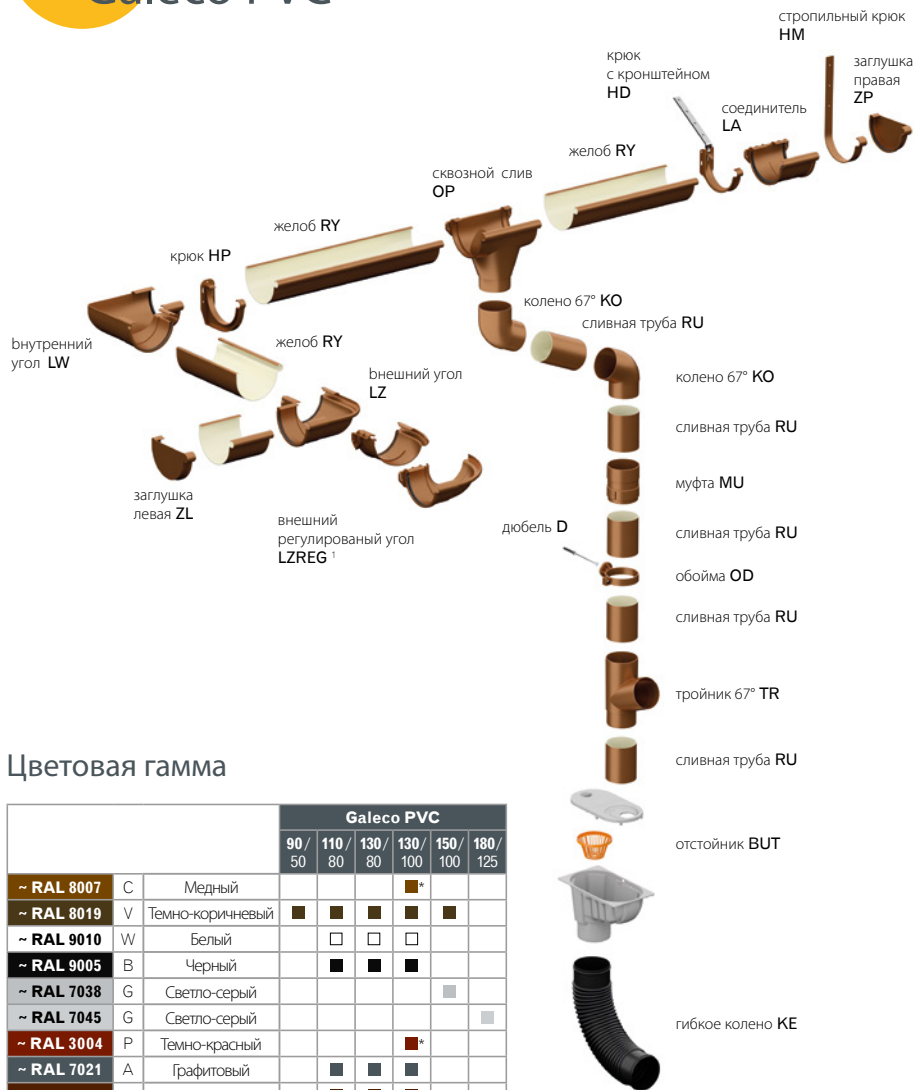 Galeco PVC
стропильный крюк
HM
крюк
с кронштейном
HD
заглушка
правая
ZP
соединитель
LA
желоб RY
сквозной слив
OP
желоб RY
крюк HP
колено 67° KO
сливная труба RU
bнутренний
угол LW
желоб RY
bнешний угол
LZ
колено 67° KO
сливная труба RU
заглушка
левая ZL
муфта MU
внешний
регулированый угол
LZREG 1
дюбель D
сливная труба RU
обойма OD
сливная труба RU
тройник 67° TR
сливная труба RU
отстойник BUT
гибкое колено KE
Цветовая гамма
Galeco PVC
90/ 110/ 130/ 130/ 150/ 180/
50 80 80 100 100 125
~ RAL 8007 C Медный *
~ RAL 8019 V Темно-коричневый
~ RAL 9010 W Белый
~ RAL 9005 B Черный
~ RAL 7038 G Светло-серый
~ RAL 7045 G Светло-серый
~ RAL 3004 P Темно-красный *
~ RAL 7021 A Графитовый